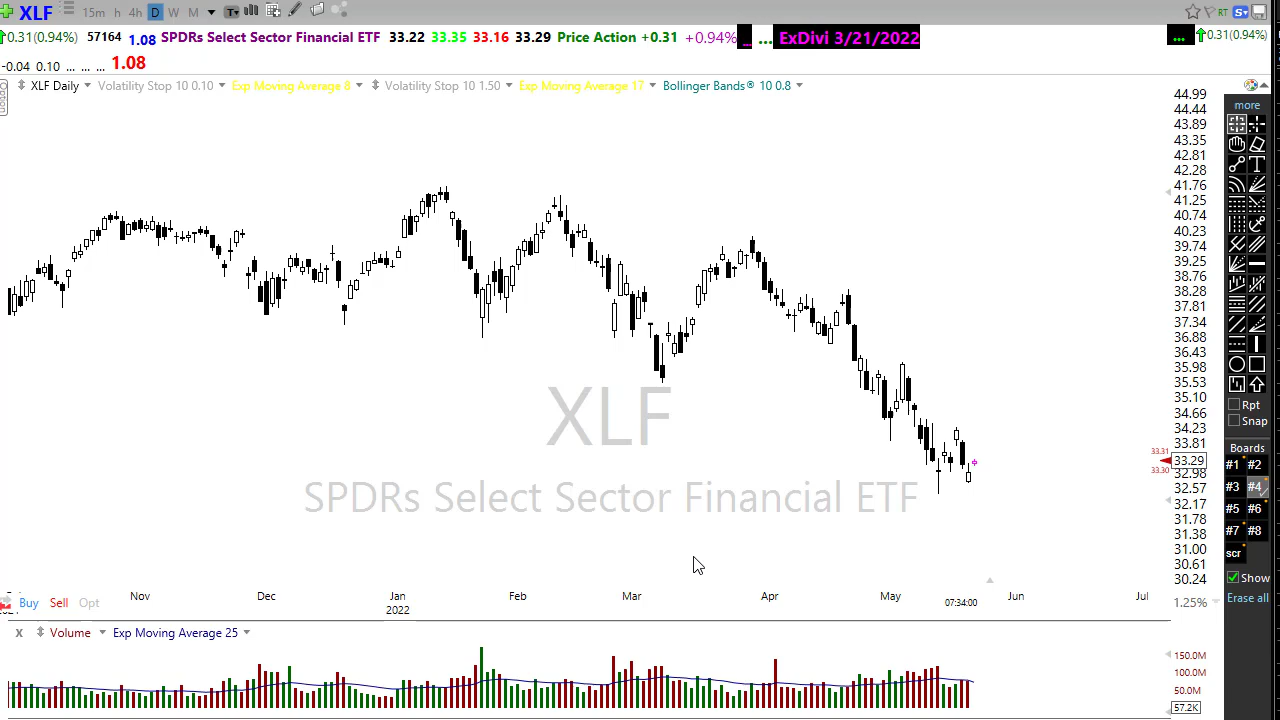 XLF 15m h 4h D W M T RT S
0.31(0.94%) 57164 1.08 SPDRs Select Sector Financial ETF 33.22 33.35 33.16 33.29 Price Action +0.31 +0.94% ... ... ExDivi 3/21/2022 ... 0.31(0.94%)
-0.04 0.10 ... ... ... 1.08
XLF Daily Volatility Stop 10 0.10 Exp Moving Average 8 Volatility Stop 10 1.50 Exp Moving Average 17 Bollinger Bands® 10 0.8
Option
44.99
44.44
43.89
43.35
42.81
42.28
41.76
41.25
40.74
40.23
39.74
39.25
38.76
38.28
37.81
37.34
36.88
36.43
35.98
35.53
35.10
34.66
34.23
33.81
33.31
33.29
33.30
32.98
32.57
32.17
31.78
31.38
31.00
30.61
30.24
1.25%
XLF
SPDRs Select Sector Financial ETF
Nov Dec Jan Feb Mar Apr May Jun Jul
2022 07:34:00
Buy Sell Opt
x Volume Exp Moving Average 25
150.0M
100.0M
50.0M
57.2K
more
T
Rpt
Snap
Boards
#1 #2
#3 #4
#5 #6
#7 #8
scr
Show
Erase all